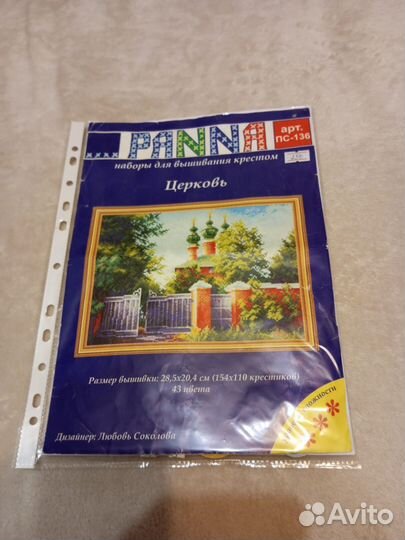 PANNA
арт.
ПС-136
наборы для вышивания крестом
Церковь
Размер вышивки: 28,5х20,4 см (154х110 крестиков)
43 цвета
Дизайнер: Любовь Соколова
Avito